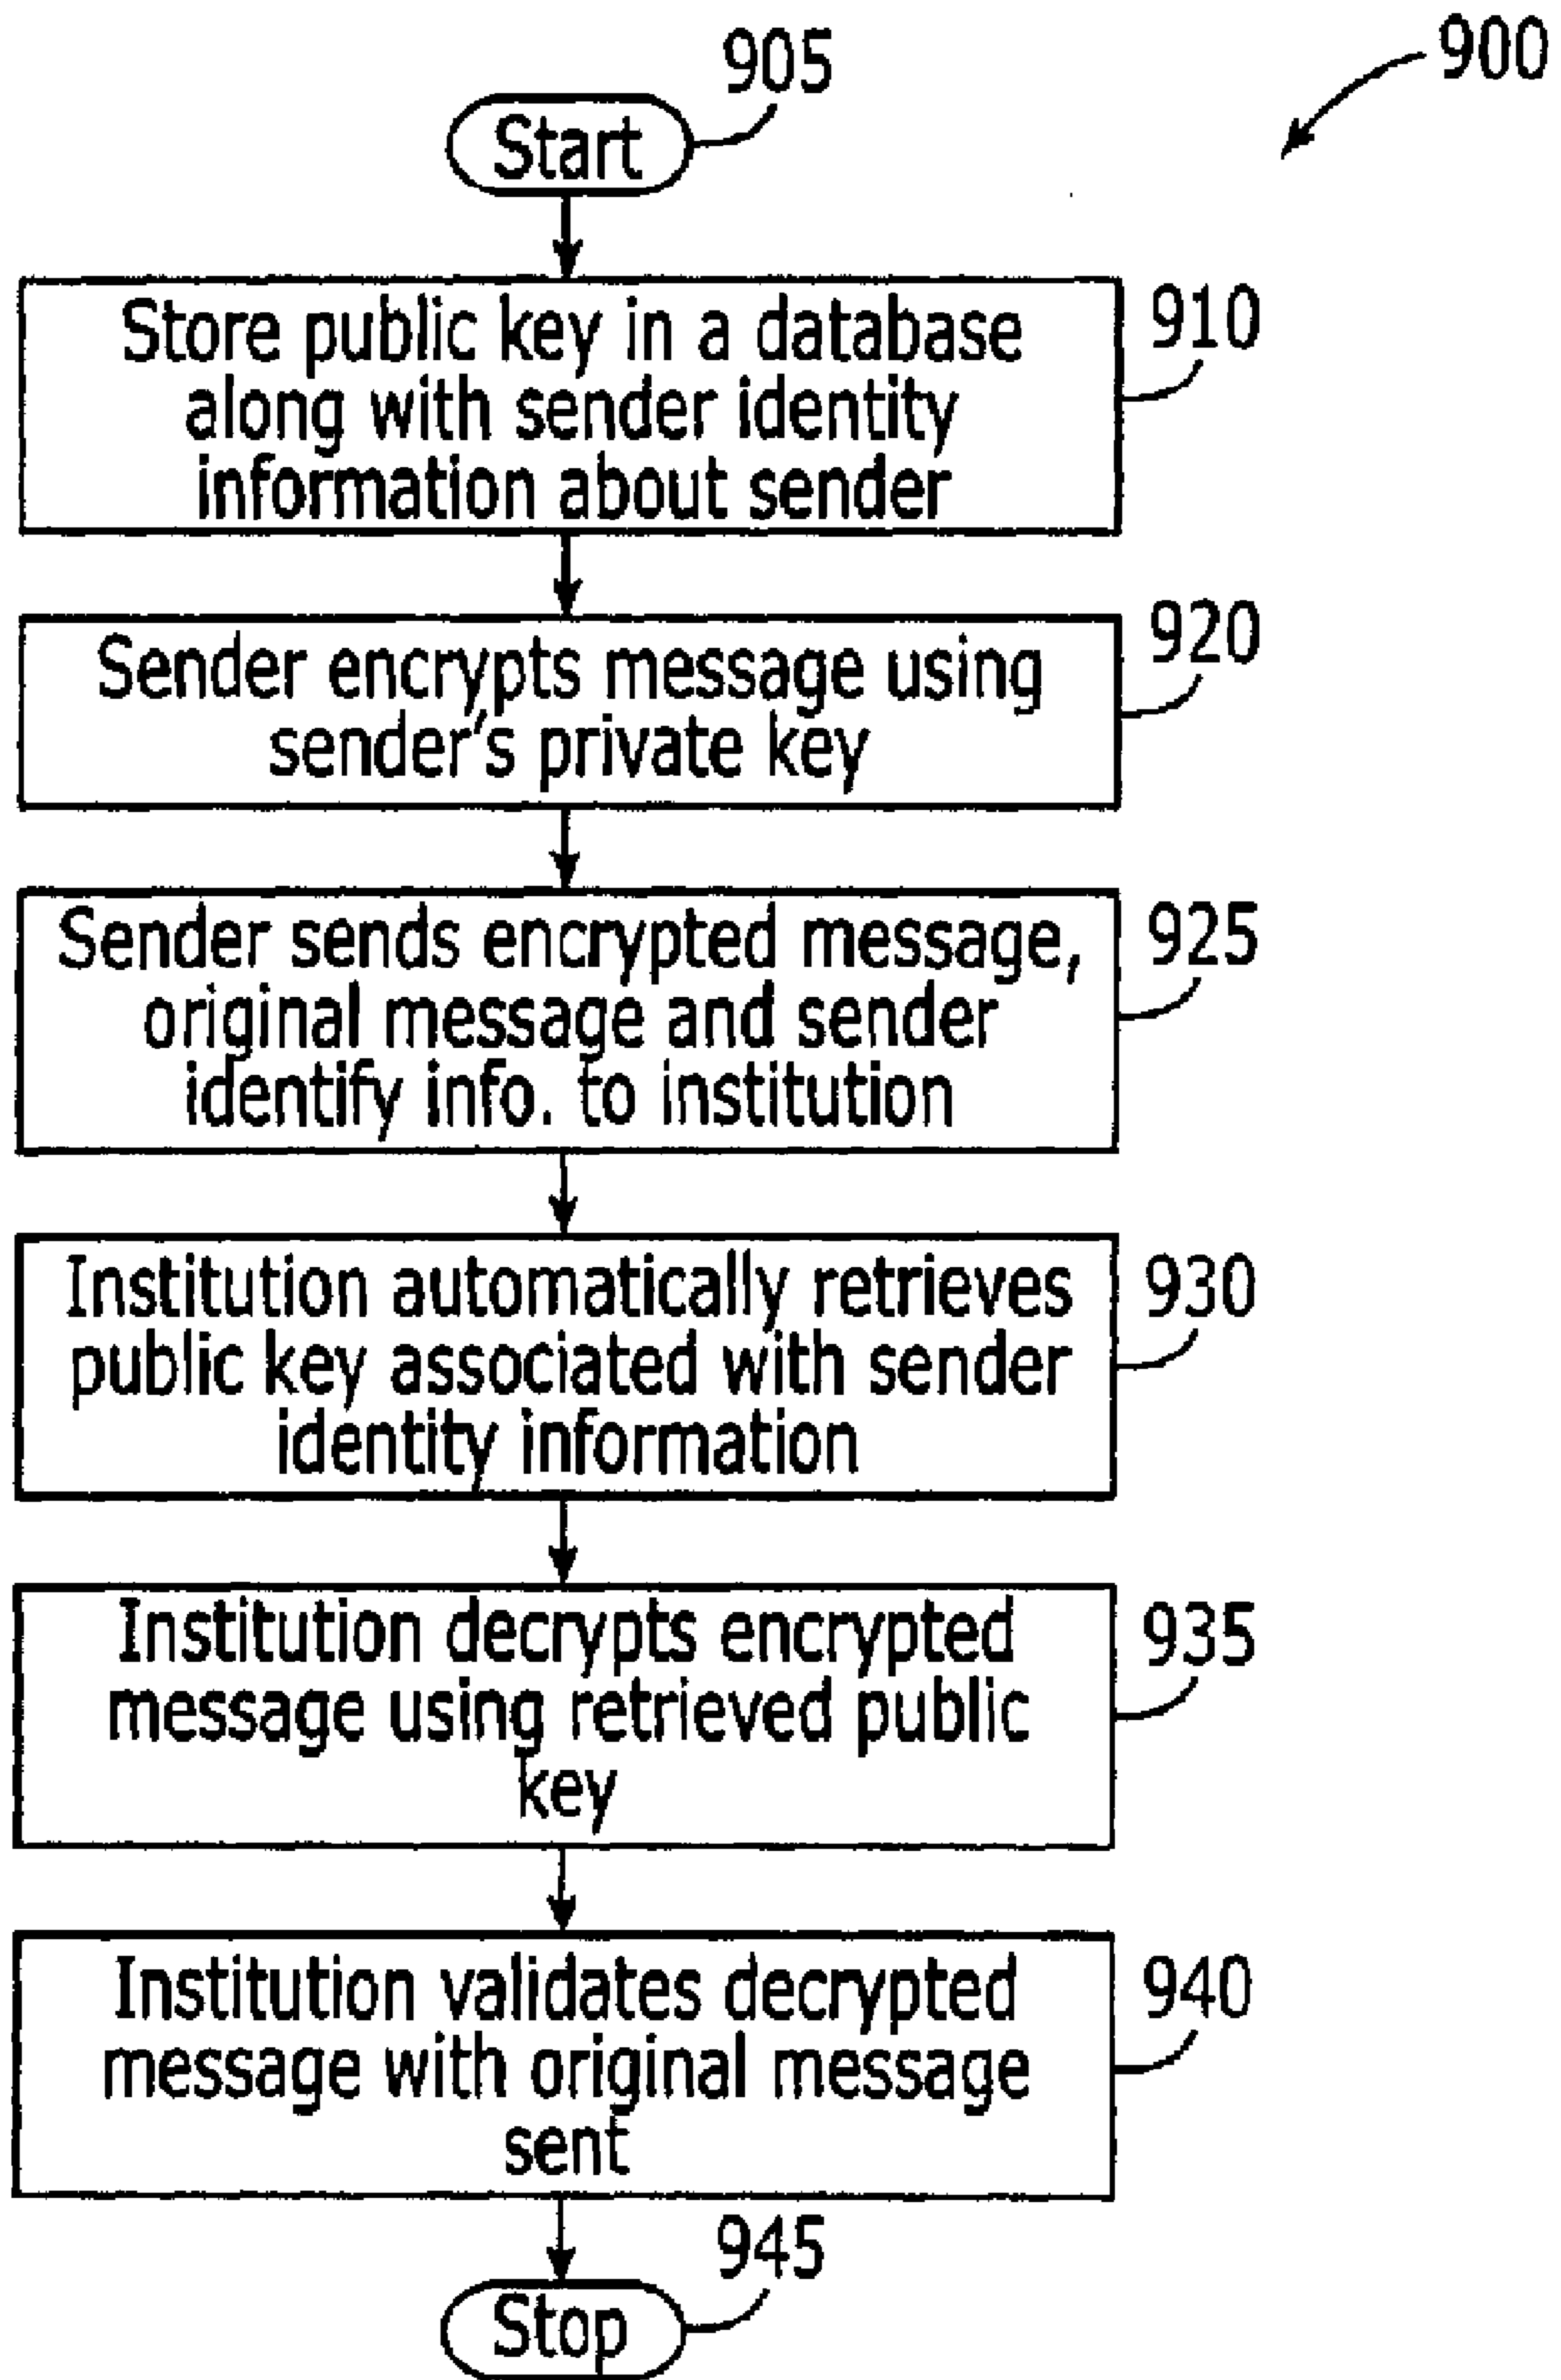 900
905
Start
Store public key in a database
along with sender identity
information about sender
910
Sender encrypts message using
sender's private key
920
Sender sends encrypted message,
original message and sender
identify info. to institution
925
Institution automatically retrieves
public key associated with sender
identity information
930
Institution decrypts encrypted
message using retrieved public
key
935
Institution validates decrypted
message with original message
sent
940
945
Stop